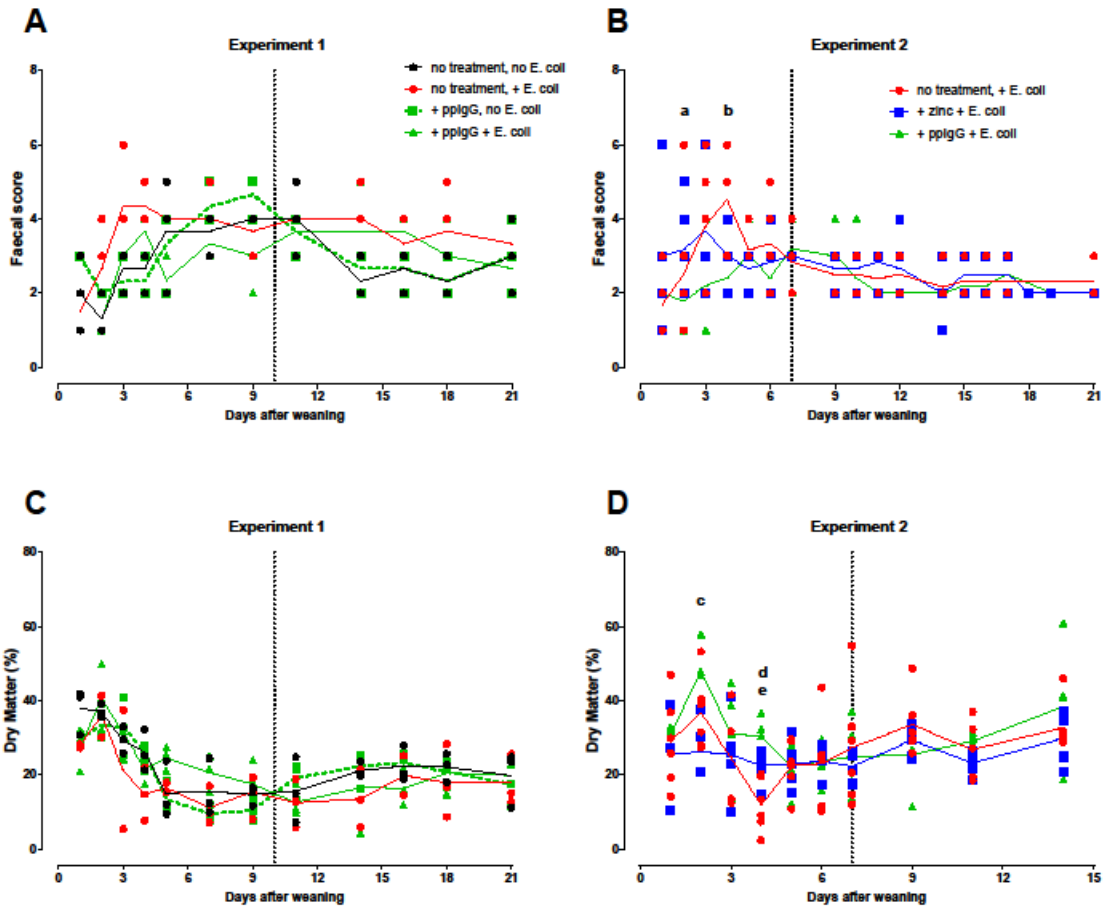 A
Experiment 1
Faecal score
8
6
4
2
0
no treatment, no E. coli
no treatment, + E. coli
+ ppIgG, no E. coli
+ ppIgG + E. coli
0 3 6 9 12 15 18 21
Days after weaning
B
Experiment 2
Faecal score
8
6
4
2
0
a b
no treatment, + E. coli
+ zinc + E. coli
+ ppIgG + E. coli
0 3 6 9 12 15 18 21
Days after weaning
C
Experiment 1
Dry Matter (%)
80
60
40
20
0
0 3 6 9 12 15 18 21
Days after weaning
D
Experiment 2
Dry Matter (%)
80
60
40
20
0
c
d
e
0 3 6 9 12 15
Days after weaning